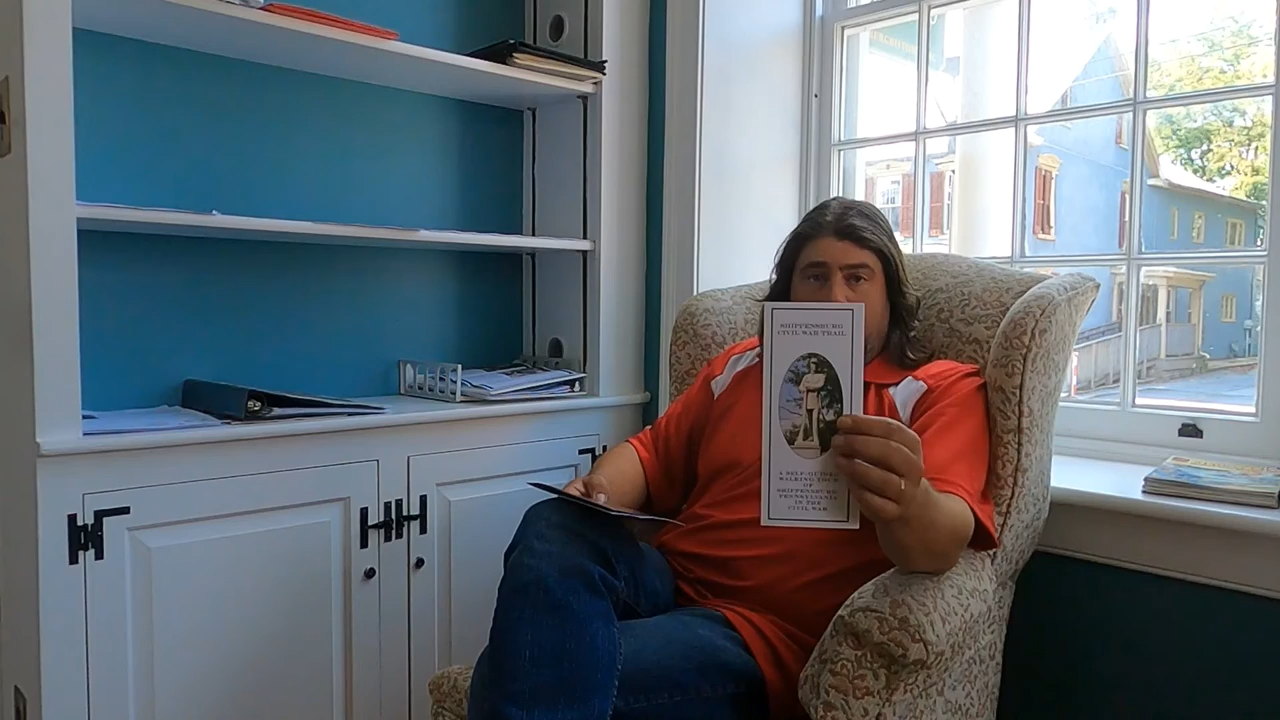 SHIPPENSBURG
CIVIL WAR TRAIL
A SELF-GUIDED
WALKING TOUR
OF
SHIPPENSBURG
PENNSYLVANIA
IN THE
CIVIL WAR